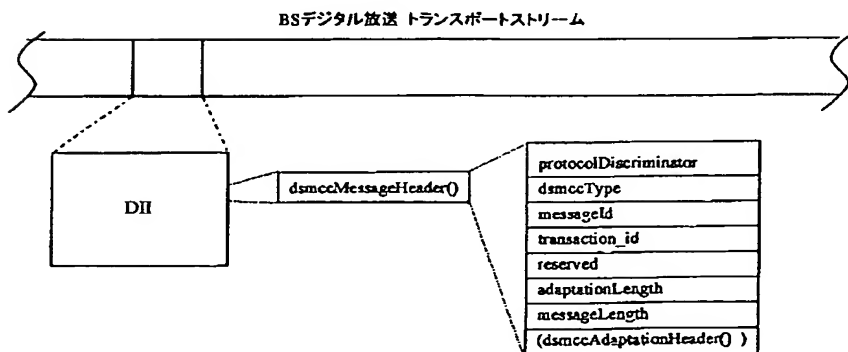 BSデジタル放送 トランスポートストリーム
DII
dsmccMessageHeader()
protocolDiscriminator
dsmccType
messageId
transaction_id
reserved
adaptationLength
messageLength
(dsmccAdaptationHeader() )